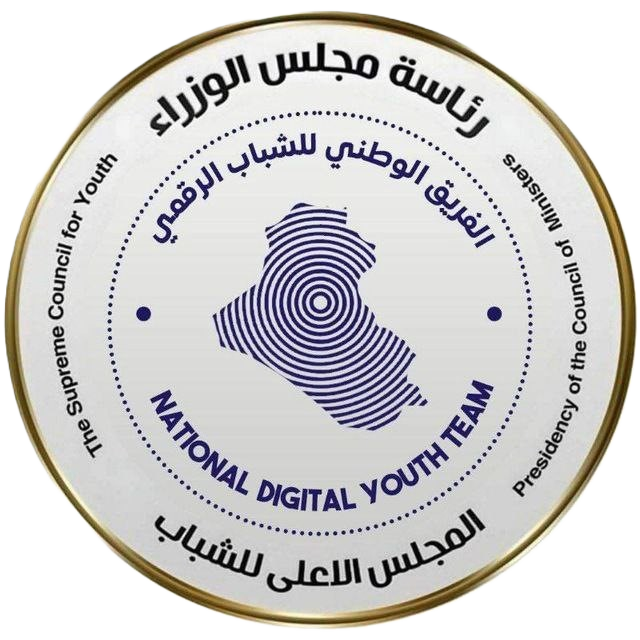 رئاسة مجلس الوزراء
The Supreme Council for Youth
Presidency of the Council of Ministers
الفريق الوطني للشباب الرقمي
NATIONAL DIGITAL YOUTH TEAM
المجلس الاعلى للشباب